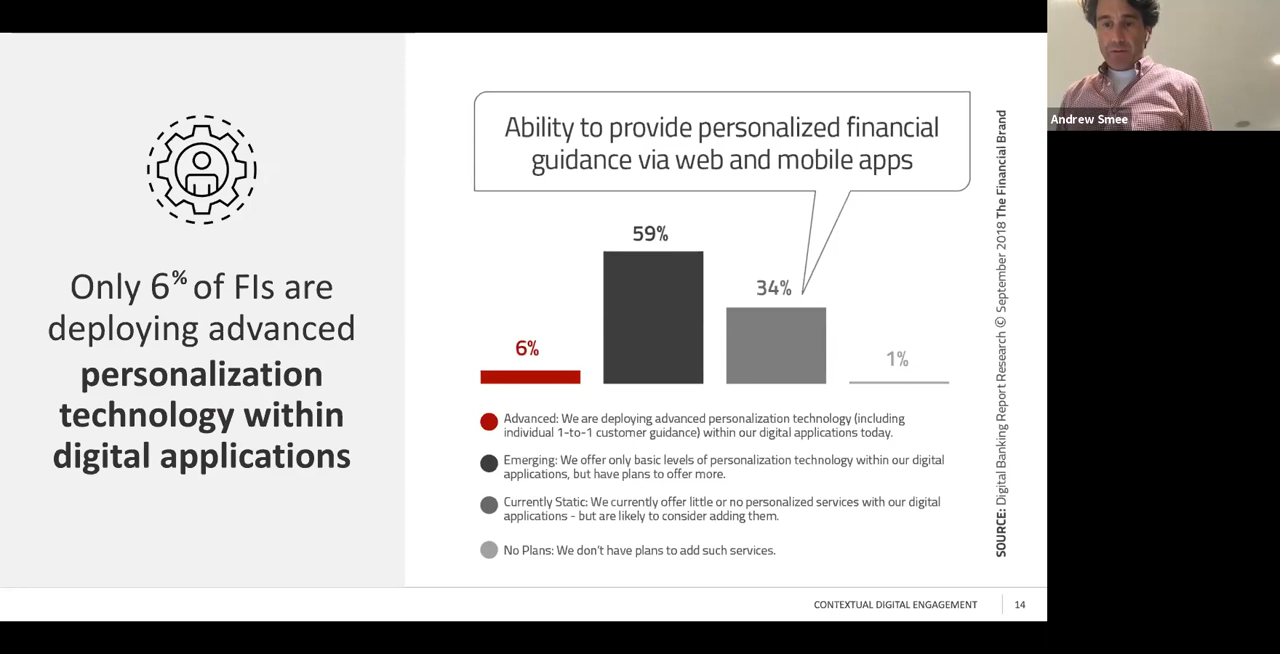 Only 6% of FIs are
deploying advanced
personalization
technology within
digital applications
Ability to provide personalized financial
guidance via web and mobile apps
6%
59%
34%
1%
Advanced: We are deploying advanced personalization technology (including
individual 1-to-1 customer guidance) within our digital applications today.
Emerging: We offer only basic levels of personalization technology within our digital
applications, but have plans to offer more.
Currently Static: We currently offer little or no personalized services with our digital
applications - but are likely to consider adding them.
No Plans: We don't have plans to add such services.
SOURCE: Digital Banking Report Research © September 2018 The Financial Brand
CONTEXTUAL DIGITAL ENGAGEMENT
14
Andrew Smee